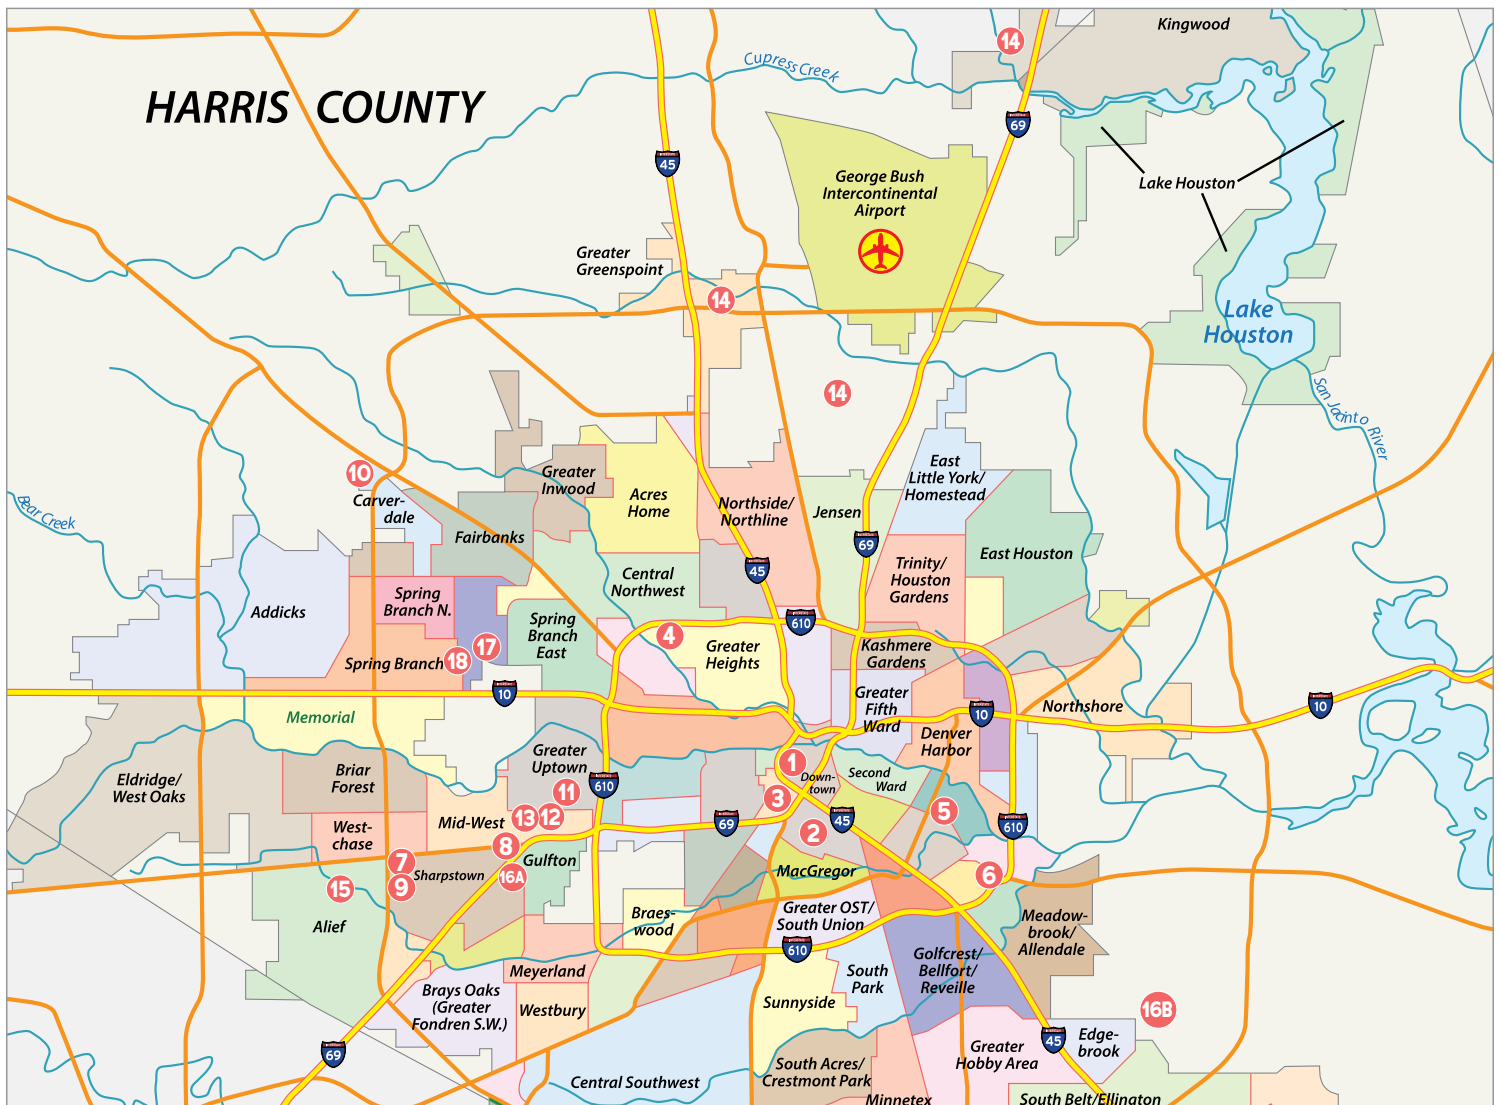 Kingwood
14
Cupress Creek
HARRIS COUNTY
69
45
George Bush
Intercontinental
Airport
Lake Houston
Greater
Greenspoint
14
Lake
Houston
14
San Jacinto River
10
Carver-
dale
Greater
Inwood
Acres
Home
Northside/
Northline
Jensen
East
Little York/
Homestead
Bear Creek
Fairbanks
69
East Houston
45
Trinity/
Houston
Gardens
Central
Northwest
Spring
Branch N.
Addicks
Spring
Branch
East
610
4
17
18
Spring Branch
Greater
Heights
Kashmere
Gardens
10
Greater
Fifth
Ward
10
Northshore
10
Memorial
Denver
Harbor
Eldridge/
West Oaks
Briar
Forest
Greater
Uptown
610
1
Down-
town
Second
Ward
11
3
5
13
12
Mid-West
69
45
610
2
West-
chase
8
7
Gulfton
9
Sharpstown
16A
MacGregor
6
15
Alief
Braes-
wood
Greater OST/
South Union
Meadow-
brook/
Allendale
610
Golfcrest/
Bellfort/
Reveille
Meyerland
South
Park
Brays Oaks
(Greater
Fondren S.W.)
Westbury
Sunnyside
16B
69
45
Edge-
brook
Greater
Hobby Area
Central Southwest
South Acres/
Crestmont Park
Minnetex
South Belt/Ellington